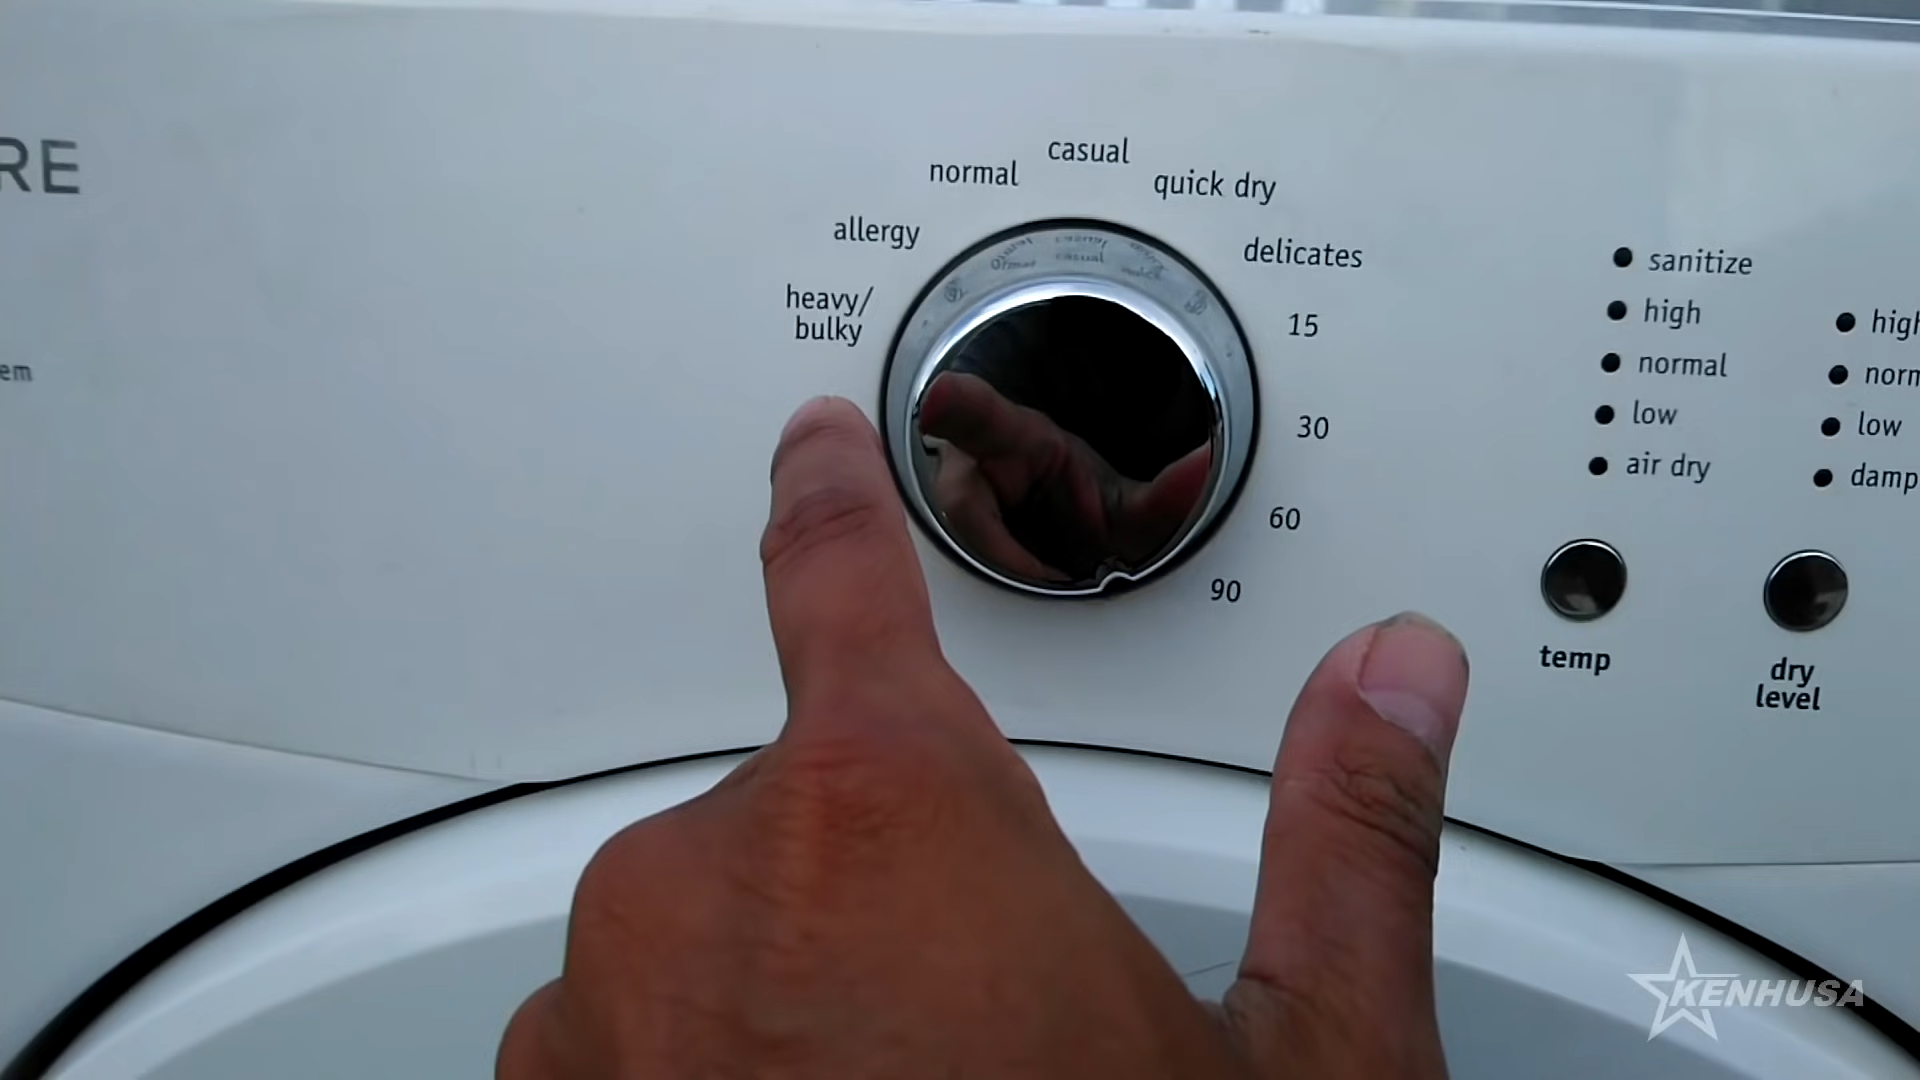 RE
em
casual
normal
quick dry
allergy
delicates
heavy/
bulky
15
30
60
90
sanitize
high
normal
low
air dry
temp
high
norm
low
damp
dry
level
KENHUSA